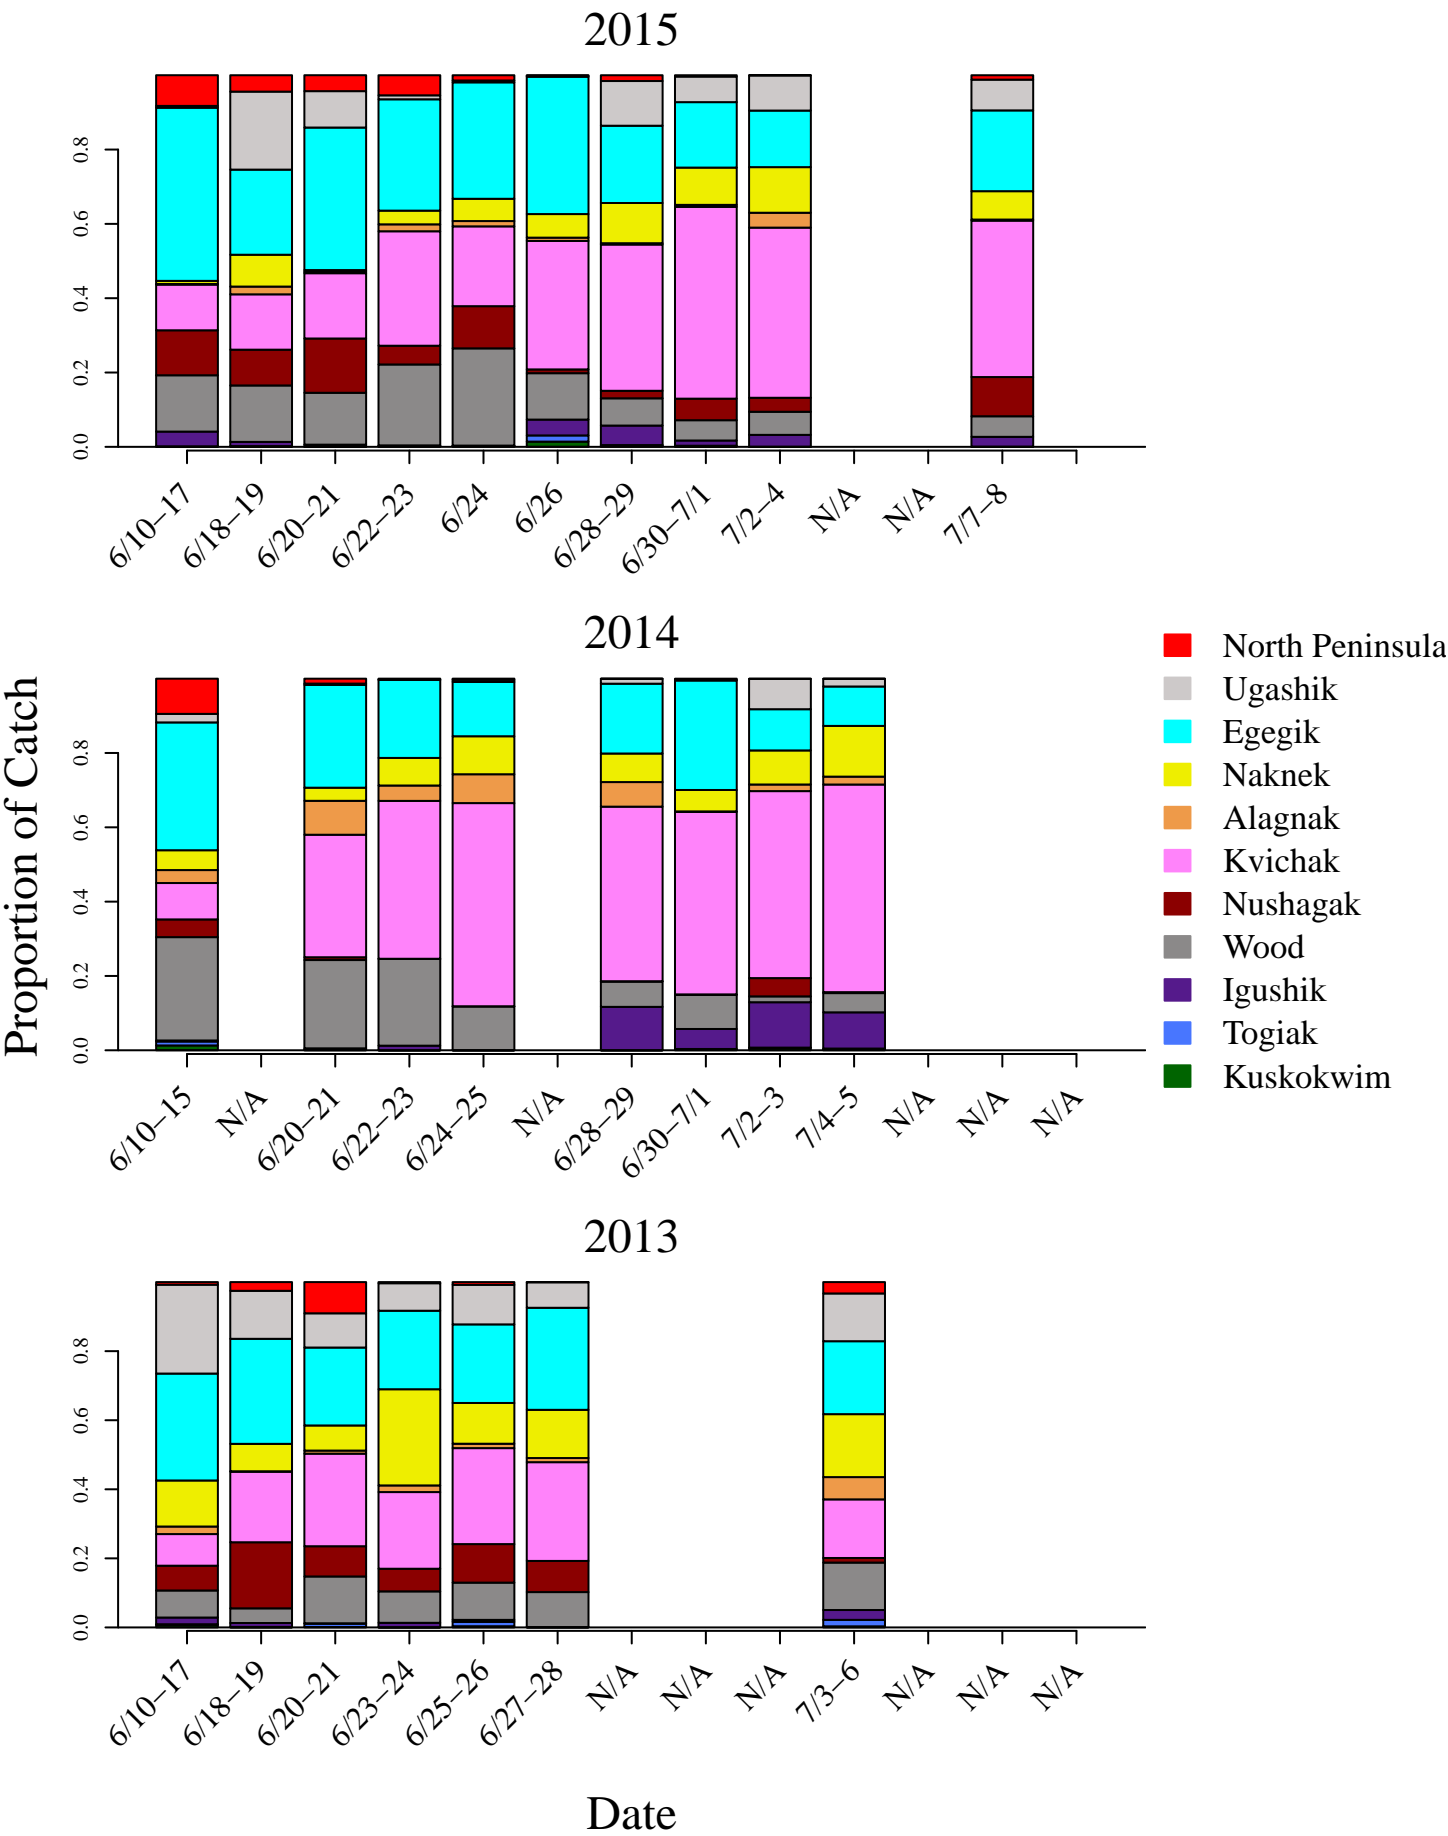 2015
0.8
0.6
0.4
0.2
0.0
6/10−17
6/18−19
6/20−21
6/22−23
6/24
6/26
6/28−29
6/30−7/1
7/2−4
N/A
N/A
7/7−8
Proportion of Catch
2014
0.8
0.6
0.4
0.2
0.0
6/10−15
N/A
6/20−21
6/22−23
6/24−25
N/A
6/28−29
6/30−7/1
7/2−3
7/4−5
N/A
N/A
N/A
North Peninsula
Ugashik
Egegik
Naknek
Alagnak
Kvichak
Nushagak
Wood
Igushik
Togiak
Kuskokwim
2013
0.8
0.6
0.4
0.2
0.0
6/10−17
6/18−19
6/20−21
6/23−24
6/25−26
6/27−28
N/A
N/A
N/A
7/3−6
N/A
N/A
N/A
Date